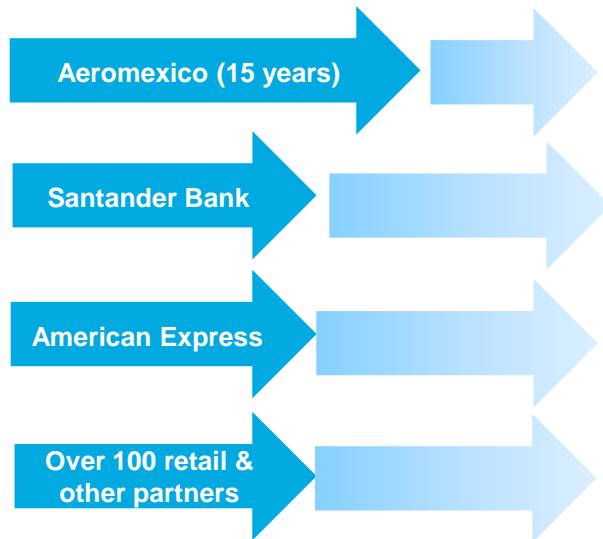 Aeromexico (15 years)
Santander Bank
American Express
Over 100 retail &
other partners